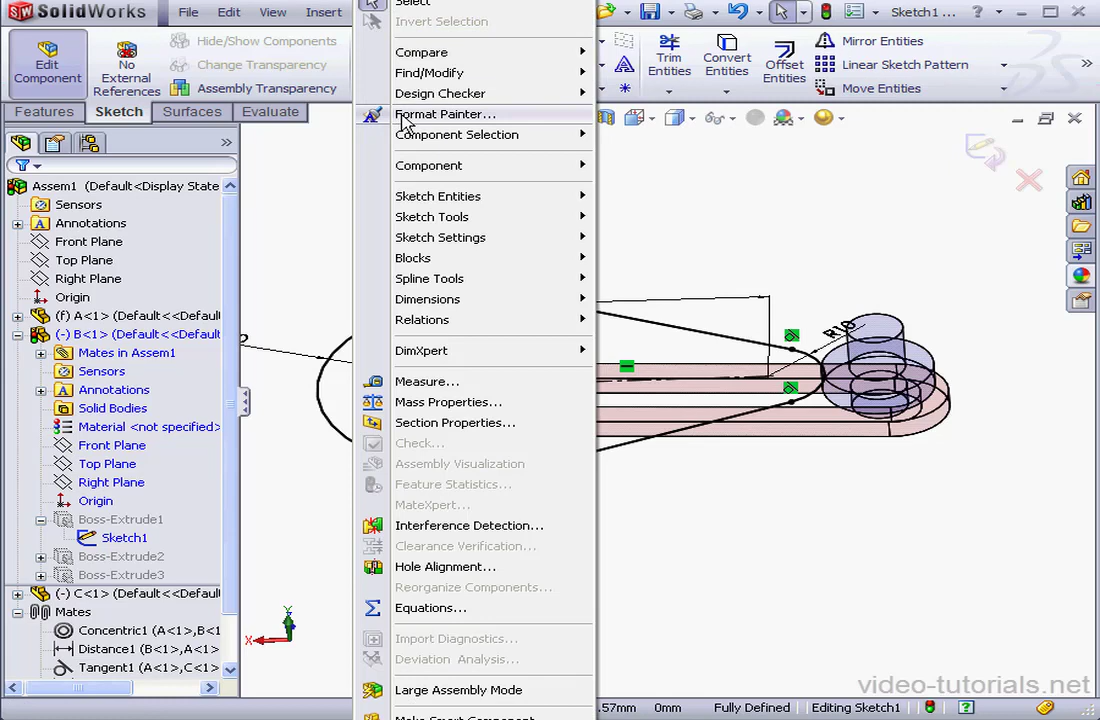 SolidWorks File Edit View Insert Sketch1 ...
Select
Invert Selection
Compare
Find/Modify
Design Checker
Format Painter...
Component Selection
Component
Sketch Entities
Sketch Tools
Sketch Settings
Blocks
Spline Tools
Dimensions
Relations
DimXpert
Measure...
Mass Properties...
Section Properties...
Check...
Assembly Visualization
Feature Statistics...
MateXpert...
Interference Detection...
Clearance Verification...
Hole Alignment...
Reorganize Components...
Equations...
Import Diagnostics...
Deviation Analysis...
Large Assembly Mode
Make Smart Component...
Edit
Component
No
External
References
Hide/Show Components
Change Transparency
Assembly Transparency
Trim
Entities
Convert
Entities
Offset
Entities
Mirror Entities
Linear Sketch Pattern
Move Entities
Features Sketch Surfaces Evaluate
Assem1 (Default<Display State
Sensors
Annotations
Front Plane
Top Plane
Right Plane
Origin
(f) A<1> (Default<<Default
(-) B<1> (Default<<Default
Mates in Assem1
Sensors
Annotations
Solid Bodies
Material <not specified>
Front Plane
Top Plane
Right Plane
Origin
Boss-Extrude1
Sketch1
Boss-Extrude2
Boss-Extrude3
(-) C<1> (Default<<Default
Mates
Concentric1 (A<1>,B<1
Distance1 (B<1>,A<1>
Tangent1 (A<1>,C<1>
R10
Y
X
video-tutorials.net
.57mm 0mm Fully Defined Editing Sketch1